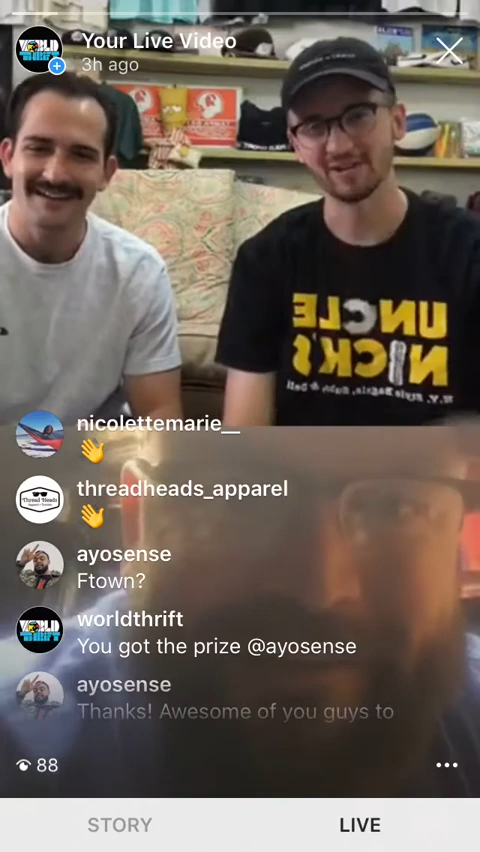 Your Live Video
3h ago
UNCLE
NICK'S
nicolettemarie__
👋
threadheads_apparel
👋
ayosense
Ftown?
worldthrift
You got the prize @ayosense
ayosense
Thanks! Awesome of you guys to
88
STORY
LIVE